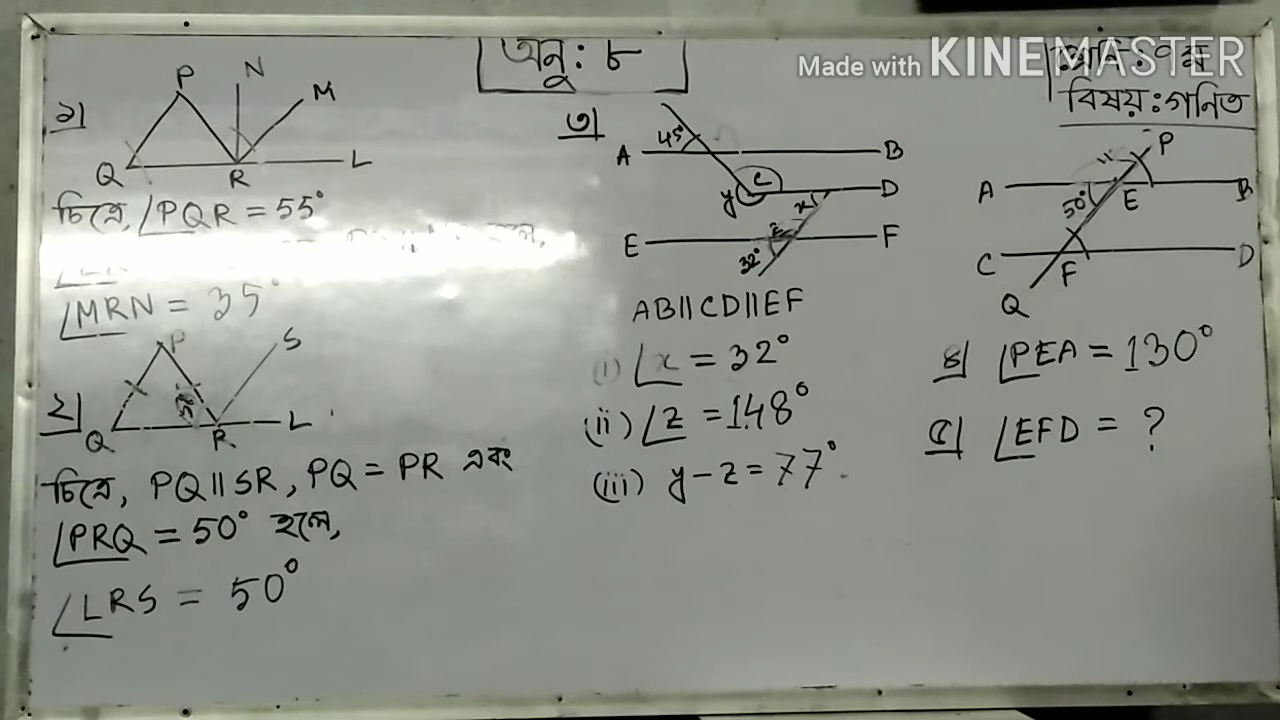 অনু: ৮
Made with KINEMASTER
বিষয়: গনিত
১|
P N M
Q R L
চিত্রে, ∠PQR = 55°
∠MRN = 35°
২|
P S
Q R L
চিত্রে, PQ || SR, PQ = PR এবং
∠PRQ = 50° হলে,
∠LRS = 50°
৩|
45°
A B
y C D
x
E z F
32°
AB || CD || EF
(i) ∠x = 32°
(ii) ∠z = 148°
(iii) y - z = 77°
P
A E B
50°
C F D
Q
৪| ∠PEA = 130°
৫| ∠EFD = ?